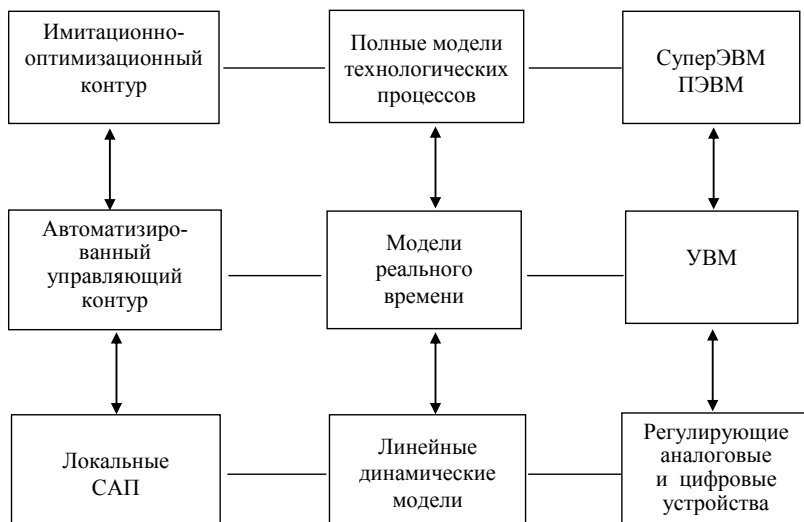 Имитационно-
оптимизационный
контур
Полные модели
технологических
процессов
СуперЭВМ
ПЭВМ
Автоматизиро-
ванный
управляющий
контур
Модели
реального
времени
УВМ
Локальные
САП
Линейные
динамические
модели
Регулирующие
аналоговые
и цифровые
устройства